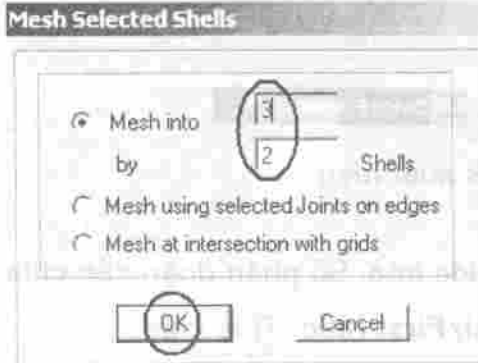 Mesh Selected Shells
Mesh into 3
by 2 Shells
Mesh using selected Joints on edges
Mesh at intersection with grids
OK Cancel